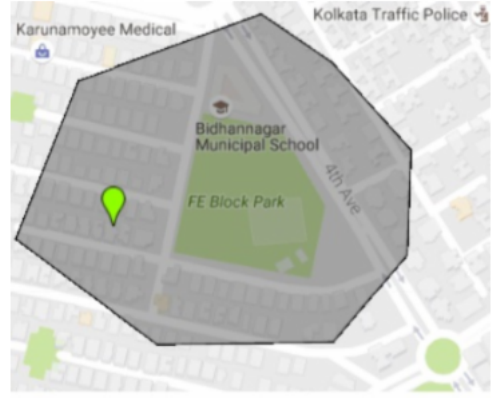 Kolkata Traffic Police
Karunamoyee Medical
Bidhannagar
Municipal School
4th Ave
FE Block Park